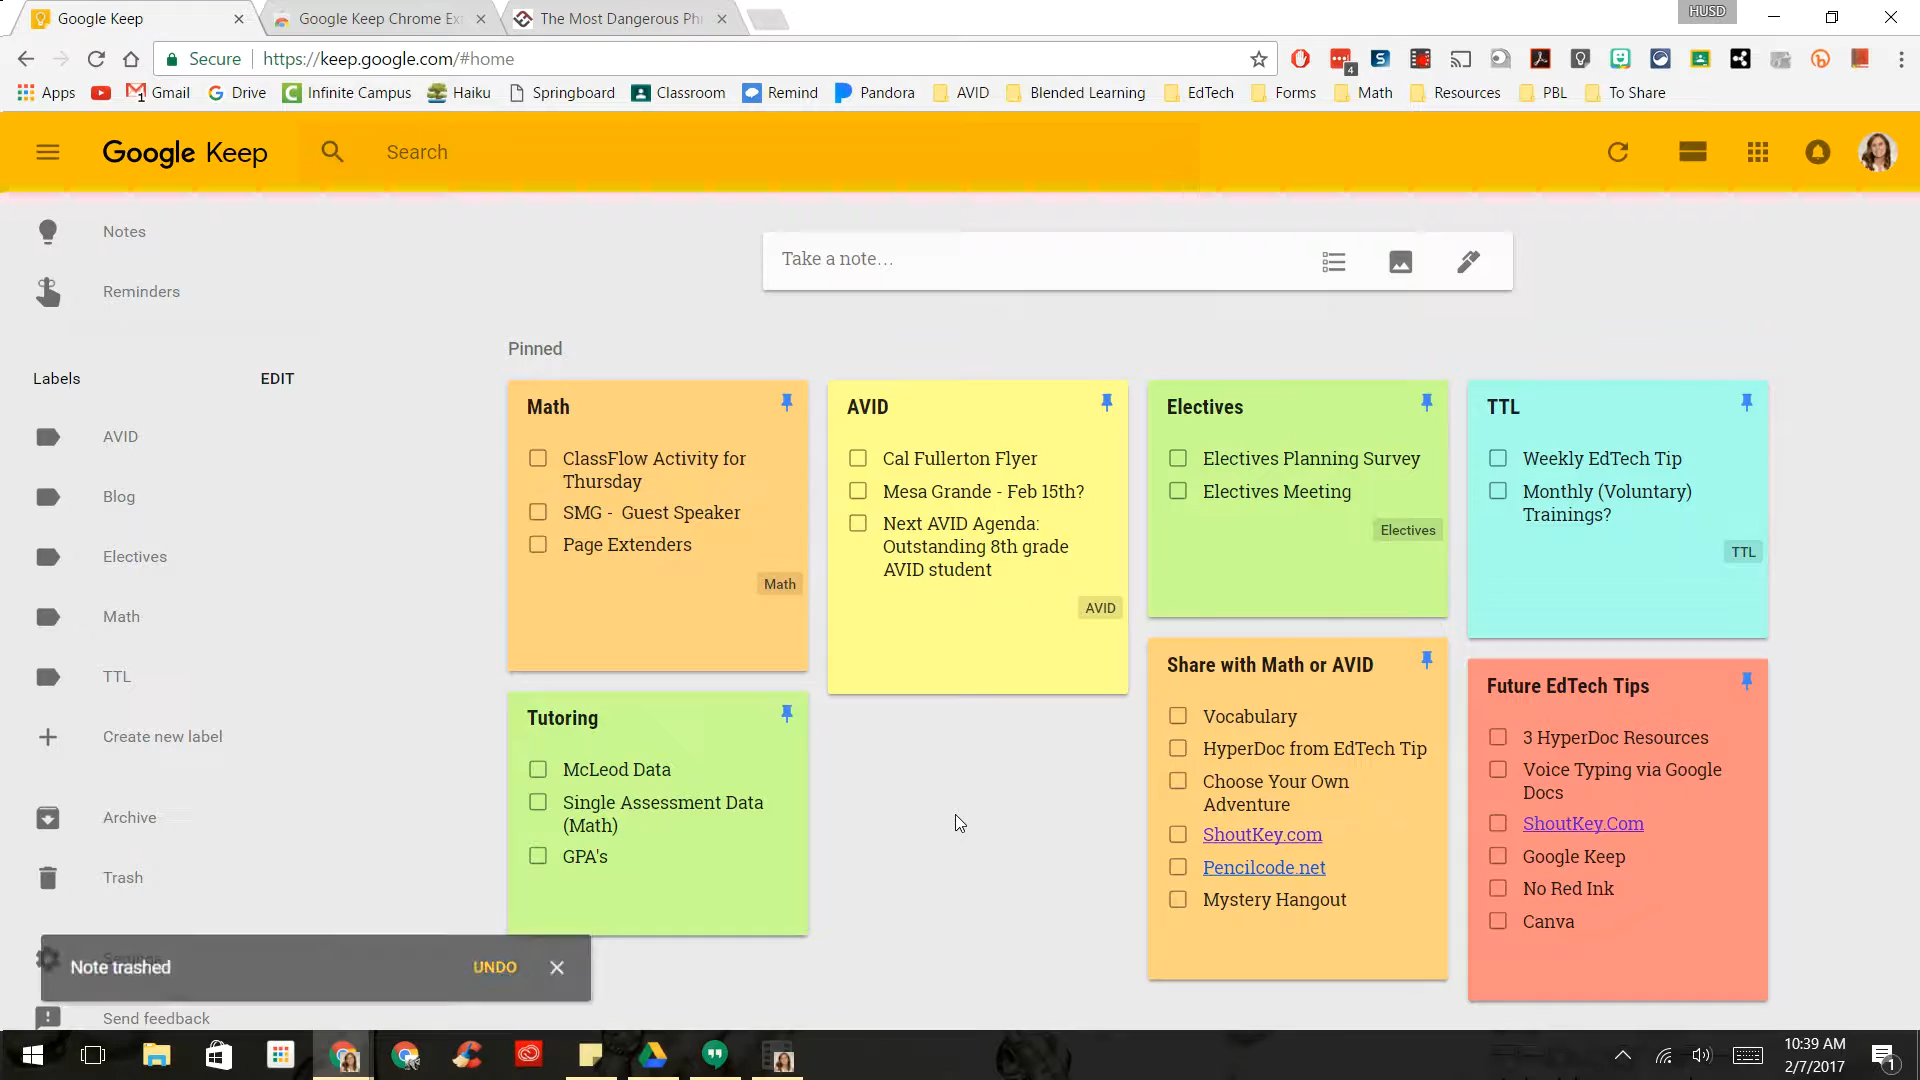 Google Keep
Google Keep Chrome Ex
The Most Dangerous Ph
HUSD
Secure
https://keep.google.com/#home
4
Apps
1
Gmail
Drive
Infinite Campus
Haiku
Springboard
Classroom
Remind
Pandora
AVID
Blended Learning
EdTech
Forms
Math
Resources
PBL
To Share
Google Keep
Search
Notes
Reminders
Labels
EDIT
AVID
Blog
Electives
Math
TTL
Create new label
Archive
Trash
Settings
Send feedback
Take a note...
Pinned
Math
ClassFlow Activity for
Thursday
SMG - Guest Speaker
Page Extenders
Math
AVID
Cal Fullerton Flyer
Mesa Grande - Feb 15th?
Next AVID Agenda:
Outstanding 8th grade
AVID student
AVID
Electives
Electives Planning Survey
Electives Meeting
Electives
TTL
Weekly EdTech Tip
Monthly (Voluntary)
Trainings?
TTL
Tutoring
McLeod Data
Single Assessment Data
(Math)
GPA's
Share with Math or AVID
Vocabulary
HyperDoc from EdTech Tip
Choose Your Own
Adventure
ShoutKey.com
Pencilcode.net
Mystery Hangout
Future EdTech Tips
3 HyperDoc Resources
Voice Typing via Google
Docs
ShoutKey.Com
Google Keep
No Red Ink
Canva
Note trashed
UNDO
10:39 AM
2/7/2017
1